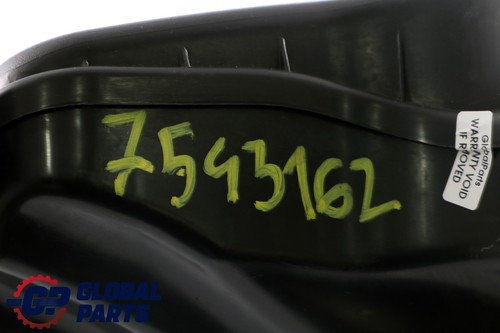 7543162
GlobalParts
WARRANTY VOID
IF REMOVED
GP GLOBAL
PARTS